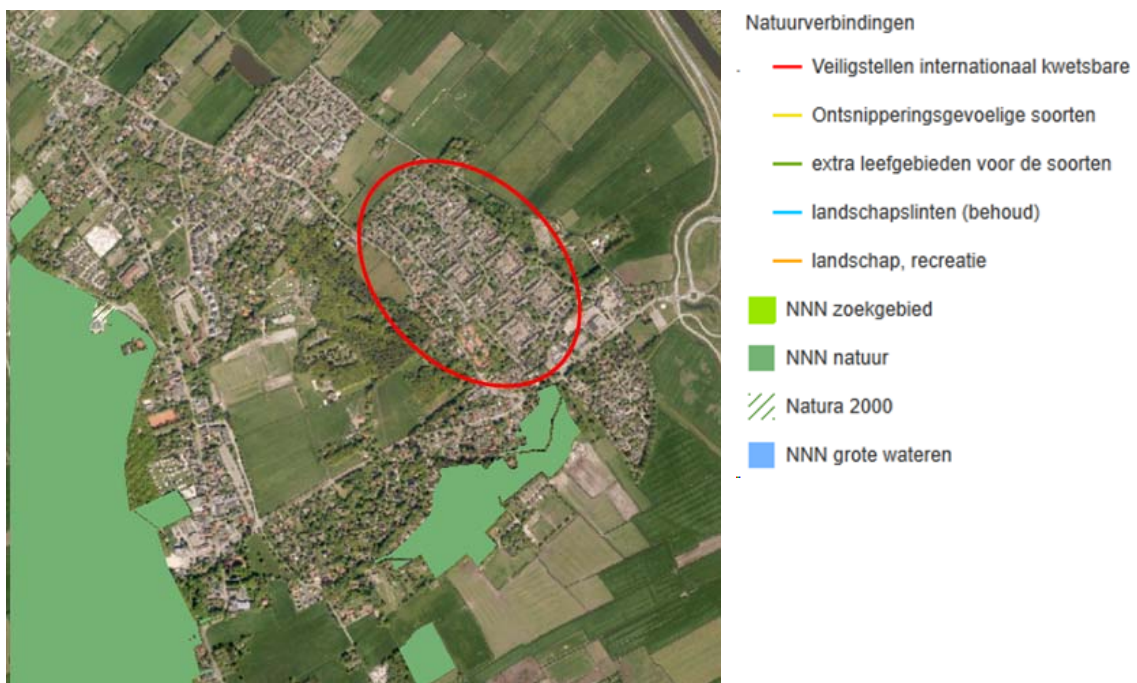 Natuurverbindingen
Veiligstellen internationaal kwetsbare
Ontsnipperingsgevoelige soorten
extra leefgebieden voor de soorten
landschapslinten (behoud)
landschap, recreatie
NNN zoekgebied
NNN natuur
Natura 2000
NNN grote wateren